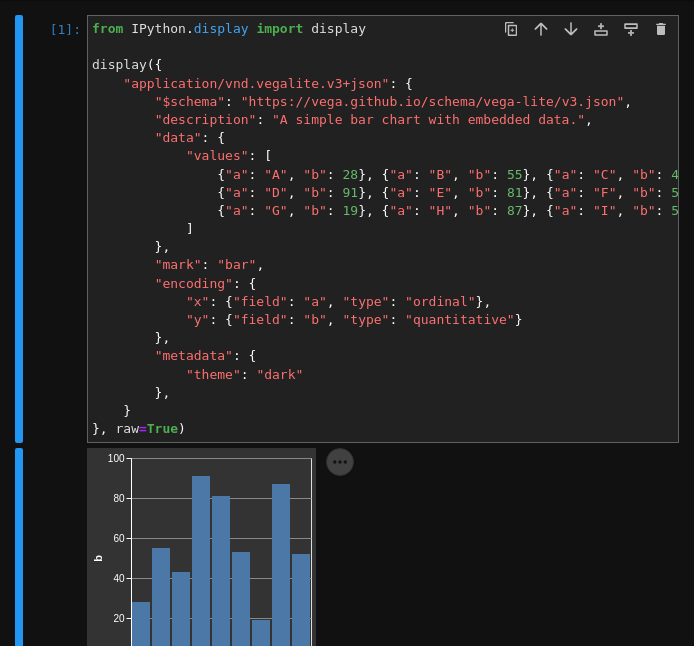 [1]: from IPython.display import display
display({
    "application/vnd.vegalite.v3+json": {
        "$schema": "https://vega.github.io/schema/vega-lite/v3.json",
        "description": "A simple bar chart with embedded data.",
        "data": {
            "values": [
                {"a": "A", "b": 28}, {"a": "B", "b": 55}, {"a": "C", "b": 4
                {"a": "D", "b": 91}, {"a": "E", "b": 81}, {"a": "F", "b": 5
                {"a": "G", "b": 19}, {"a": "H", "b": 87}, {"a": "I", "b": 5
            ]
        },
        "mark": "bar",
        "encoding": {
            "x": {"field": "a", "type": "ordinal"},
            "y": {"field": "b", "type": "quantitative"}
        },
        "metadata": {
            "theme": "dark"
        },
    }
}, raw=True)
100
80
60
b
40
20